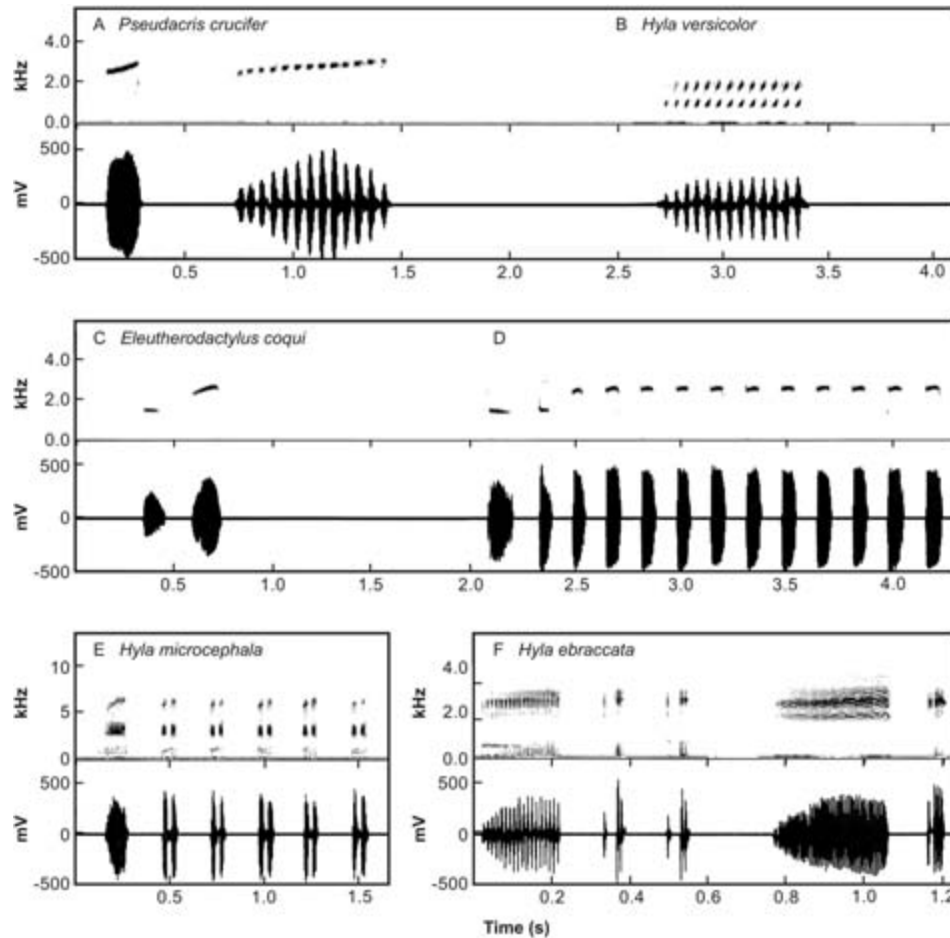 A Pseudacris crucifer
B Hyla versicolor
kHz
4.0
2.0
0.0
mV
500
0
-500
0.5 1.0 1.5 2.0 2.5 3.0 3.5 4.0
C Eleutherodactylus coqui
D
kHz
4.0
2.0
0.0
mV
500
0
-500
0.5 1.0 1.5 2.0 2.5 3.0 3.5 4.0
E Hyla microcephala
kHz
10
5
0
mV
500
0
-500
0.5 1.0 1.5
F Hyla ebraccata
kHz
4.0
2.0
0.0
mV
500
0
-500
0.2 0.4 0.6 0.8 1.0 1.2
Time (s)